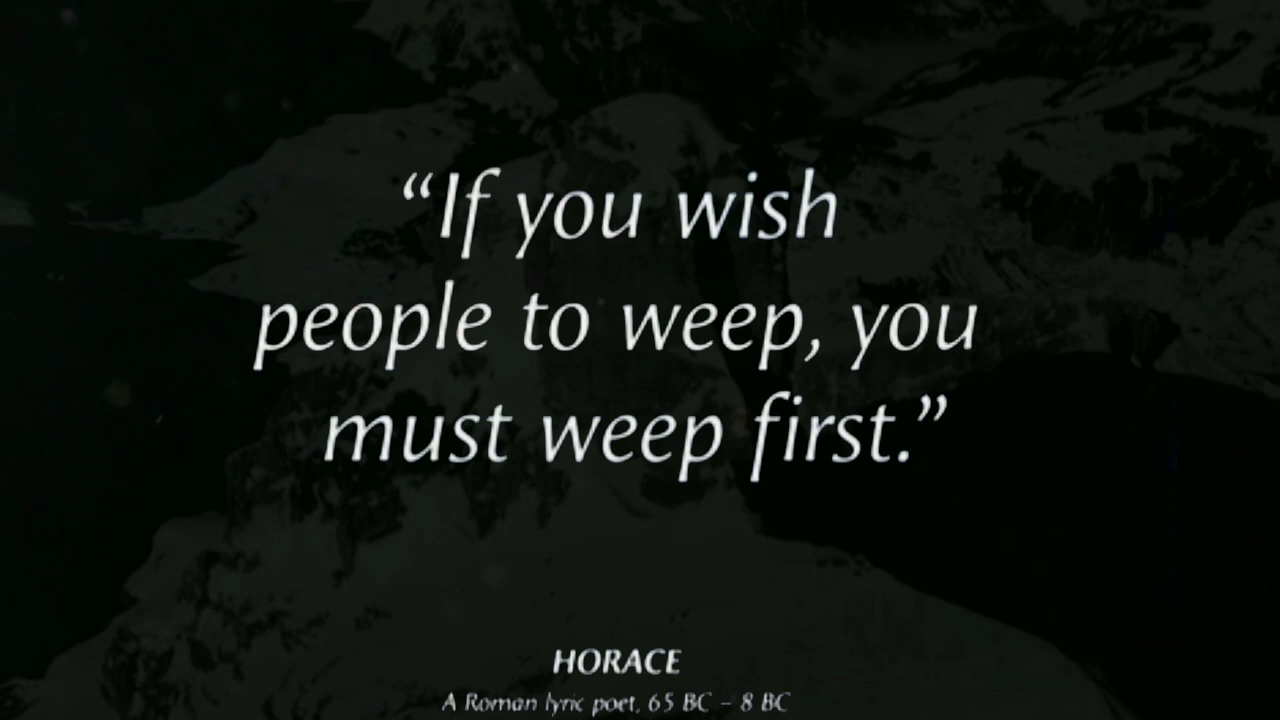 “If you wish
people to weep, you
must weep first.”
HORACE
A Roman lyric poet, 65 BC – 8 BC